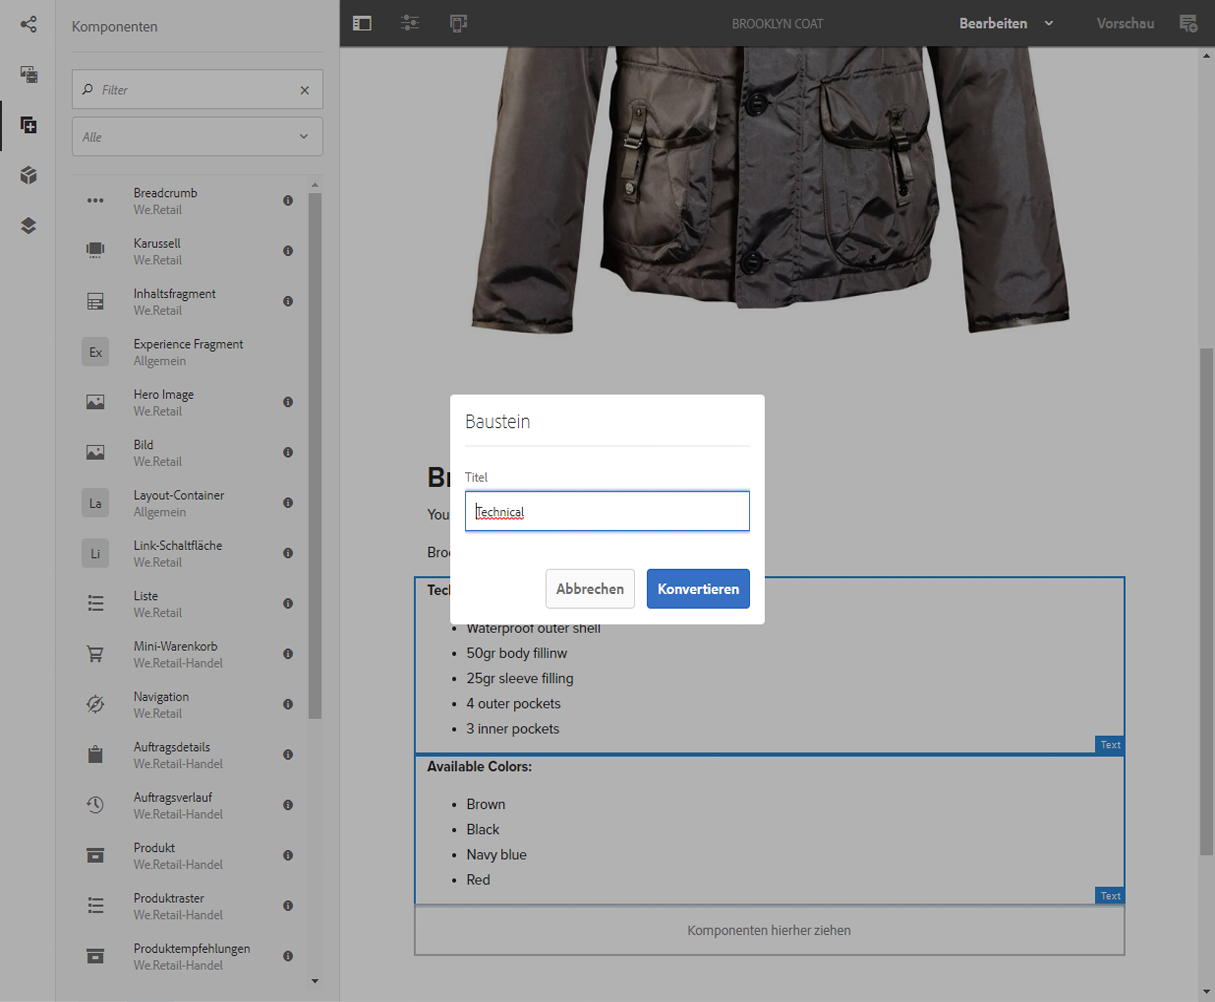 Komponenten
BROOKLYN COAT
Bearbeiten
Vorschau
Filter
Alle
Breadcrumb
We.Retail
Karussell
We.Retail
Inhaltsfragment
We.Retail
Ex
Experience Fragment
Allgemein
Hero Image
We.Retail
Bild
We.Retail
La
Layout-Container
Allgemein
Li
Link-Schaltfläche
We.Retail
Liste
We.Retail
Mini-Warenkorb
We.Retail-Handel
Navigation
We.Retail
Auftragsdetails
We.Retail-Handel
Auftragsverlauf
We.Retail-Handel
Produkt
We.Retail-Handel
Produktraster
We.Retail-Handel
Produktempfehlungen
We.Retail-Handel
Baustein
Titel
Technical
Abbrechen
Konvertieren
You
Waterproof outer shell
50gr body fillinw
25gr sleeve filling
4 outer pockets
3 inner pockets
Text
Available Colors:
Brown
Black
Navy blue
Red
Text
Komponenten hierher ziehen